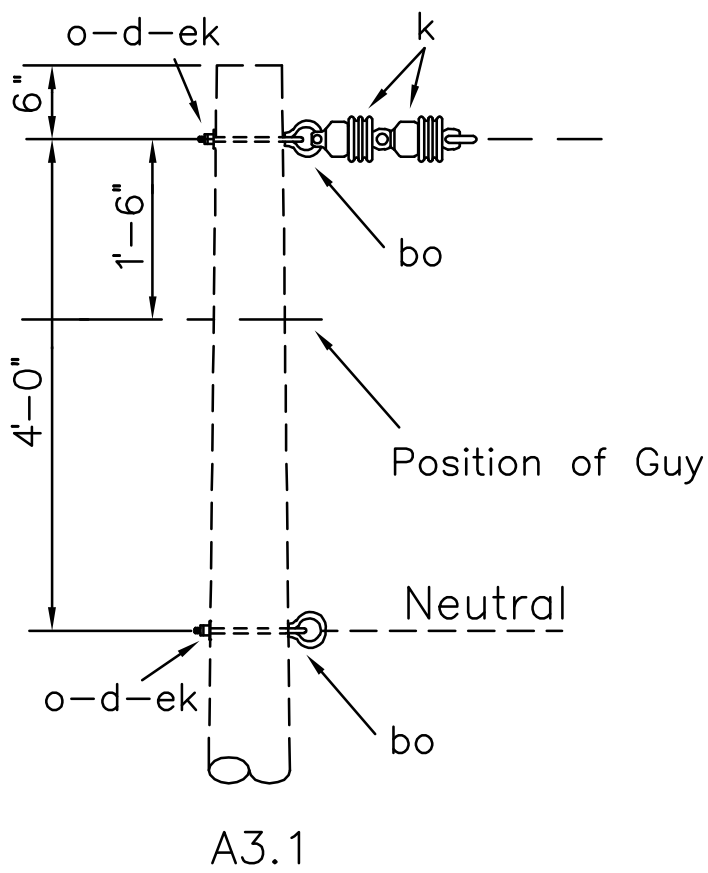 o-d-ek
k
6"
1'-6"
bo
4'-0"
Position of Guy
Neutral
o-d-ek
bo
A3.1